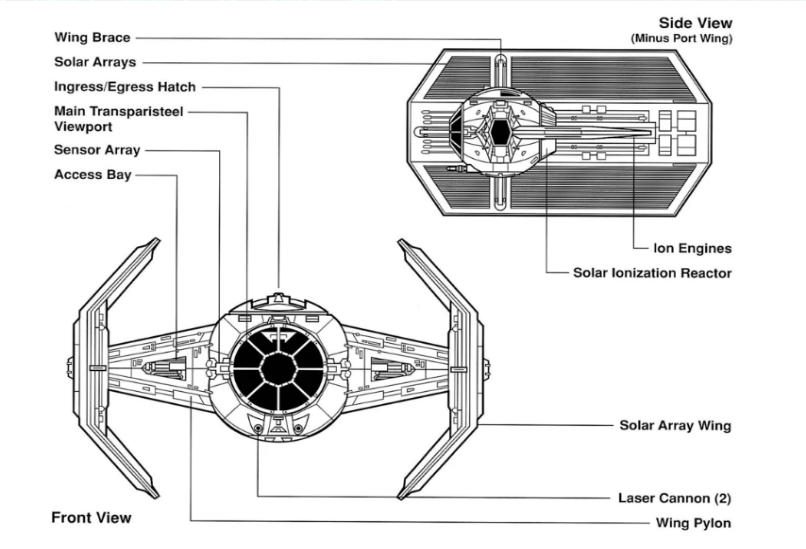 Side View
(Minus Port Wing)
Wing Brace
Solar Arrays
Ingress/Egress Hatch
Main Transparisteel
Viewport
Sensor Array
Access Bay
Ion Engines
Solar Ionization Reactor
Solar Array Wing
Laser Cannon (2)
Front View
Wing Pylon